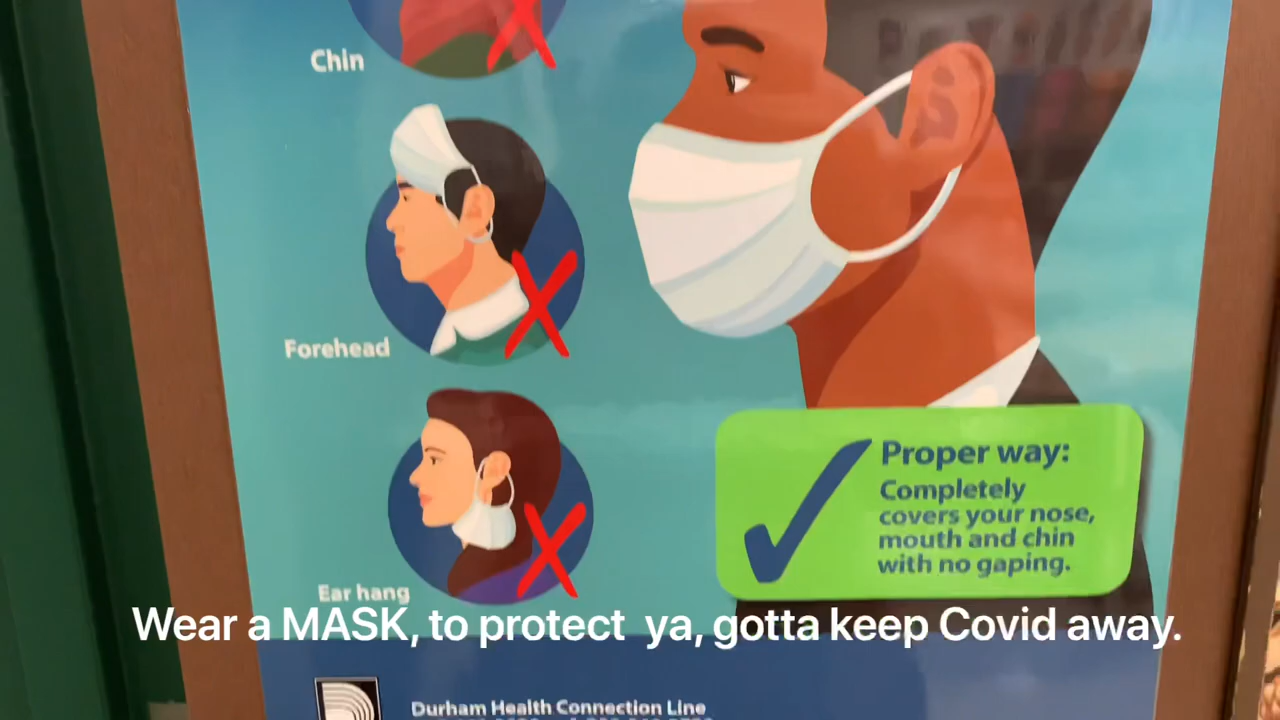 Chin
Forehead
Ear hang
Proper way:
Completely
covers your nose,
mouth and chin
with no gaping.
Wear a MASK, to protect  ya, gotta keep Covid away.
Durham Health Connection Line